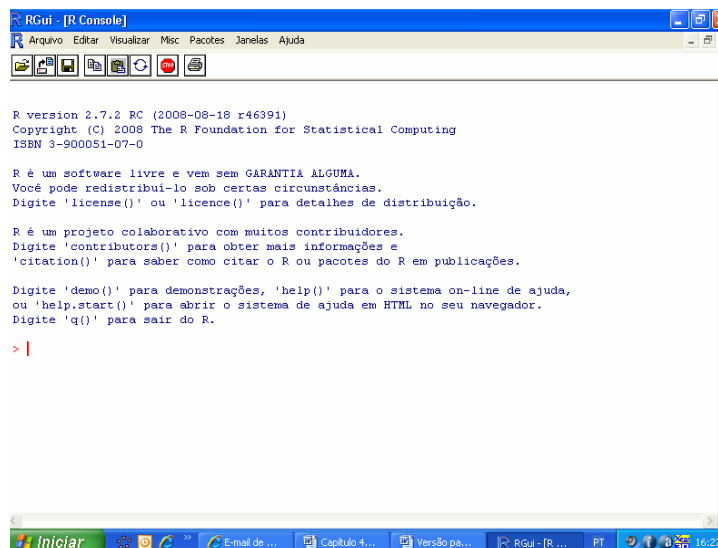 RGui - [R Console]
Arquivo Editar Visualizar Misc Pacotes Janelas Ajuda
STOP
R version 2.7.2 RC (2008-08-18 r46391)
Copyright (C) 2008 The R Foundation for Statistical Computing
ISBN 3-900051-07-0
R é um software livre e vem sem GARANTIA ALGUMA.
Você pode redistribuí-lo sob certas circunstâncias.
Digite 'license()' ou 'licence()' para detalhes de distribuição.
R é um projeto colaborativo com muitos contribuidores.
Digite 'contributors()' para obter mais informações e
'citation()' para saber como citar o R ou pacotes do R em publicações.
Digite 'demo()' para demonstrações, 'help()' para o sistema on-line de ajuda,
ou 'help.start()' para abrir o sistema de ajuda em HTML no seu navegador.
Digite 'q()' para sair do R.
>
Iniciar » E-mail de ... Capítulo 4... Versão pa... RGui - [R ... PT 16:27